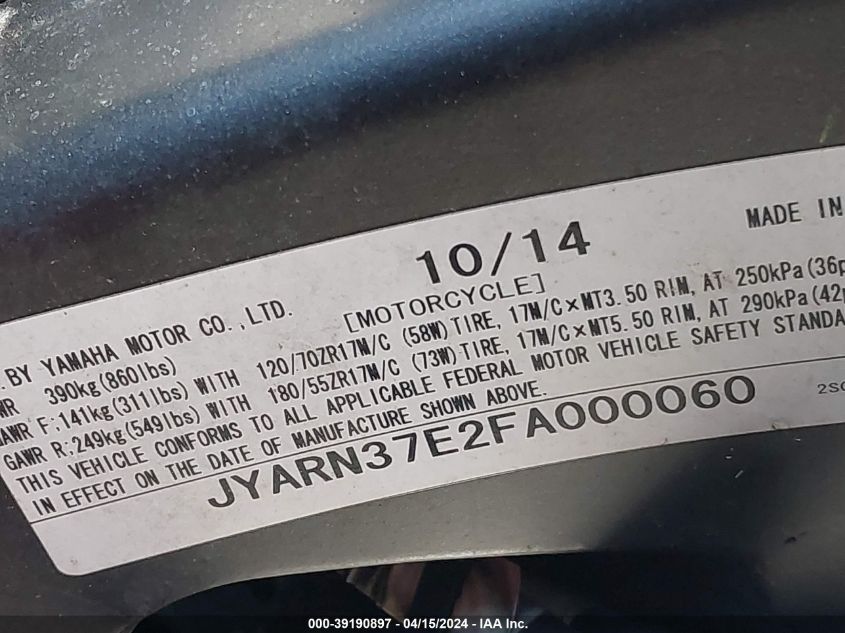 10/14
MADE IN
[MOTORCYCLE]
BY YAMAHA MOTOR CO.,LTD.
390kg(860lbs)
F:141kg(311lbs) WITH 120/70ZR17M/C (58W)TIRE, 17M/C×MT3.50 RIM, AT 250kPa(36p
GAWR R:249kg(549lbs) WITH 180/55ZR17M/C (73W)TIRE, 17M/C×MT5.50 RIM, AT 290kPa(42p
THIS VEHICLE CONFORMS TO ALL APPLICABLE FEDERAL MOTOR VEHICLE SAFETY STANDA
IN EFFECT ON THE DATE OF MANUFACTURE SHOWN ABOVE.
JYARN37E2FA000060
000-39190897 - 04/15/2024 - IAA Inc.